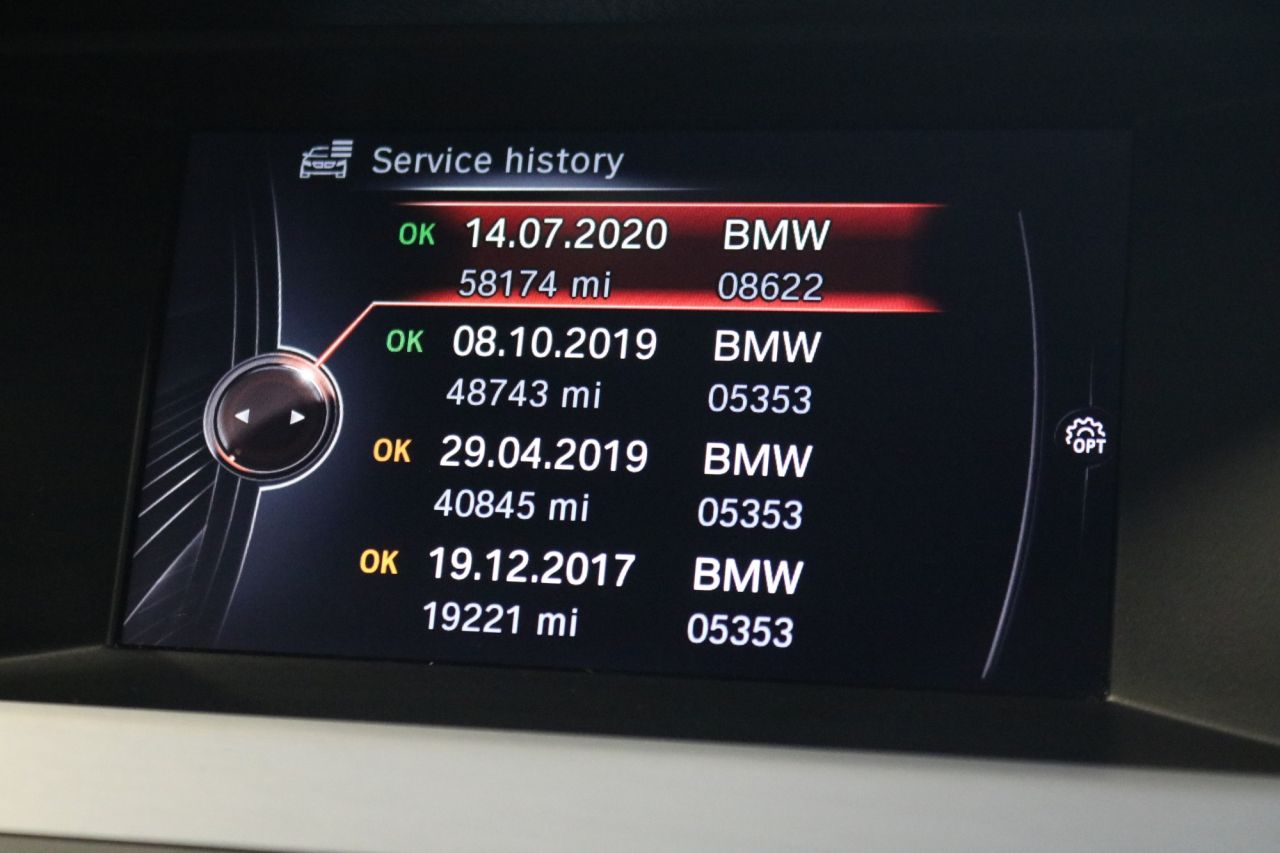 Service history
OK 14.07.2020 BMW
58174 mi 08622
OK 08.10.2019 BMW
48743 mi 05353
OPT
OK 29.04.2019 BMW
40845 mi 05353
OK 19.12.2017 BMW
19221 mi 05353